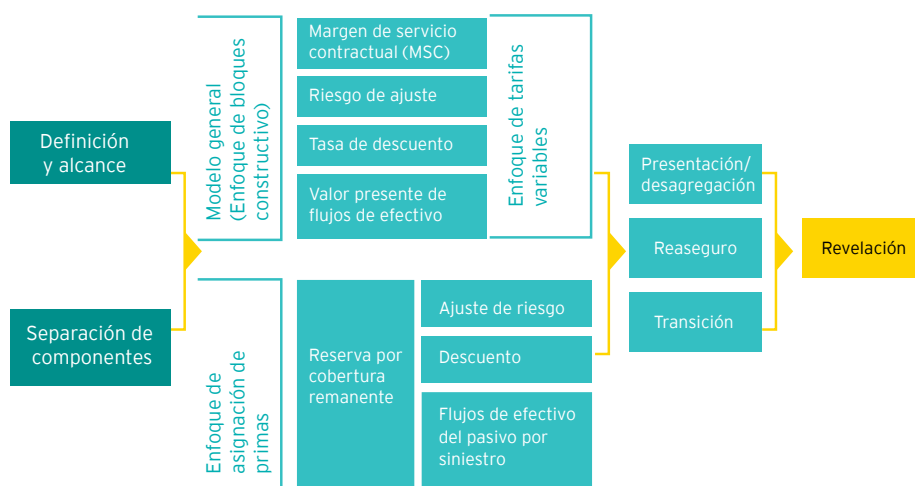 Definición
y alcance
Separación de
componentes
Modelo general
(Enfoque de bloques
constructivo)
Margen de servicio
contractual (MSC)
Riesgo de ajuste
Tasa de descuento
Valor presente de
flujos de efectivo
Enfoque de tarifas
variables
Enfoque de
asignación de
primas
Reserva por
cobertura
remanente
Ajuste de riesgo
Descuento
Flujos de efectivo
del pasivo por
siniestro
Presentación/
desagregación
Reaseguro
Transición
Revelación